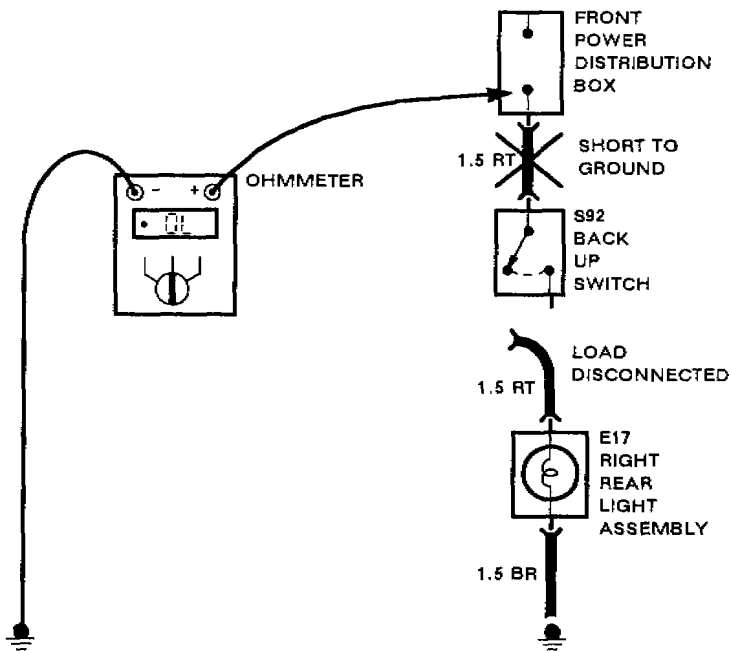 FRONT
POWER
DISTRIBUTION
BOX
1.5 RT
SHORT TO
GROUND
- +
OHMMETER
OL
S92
BACK
UP
SWITCH
LOAD
DISCONNECTED
1.5 RT
E17
RIGHT
REAR
LIGHT
ASSEMBLY
1.5 BR